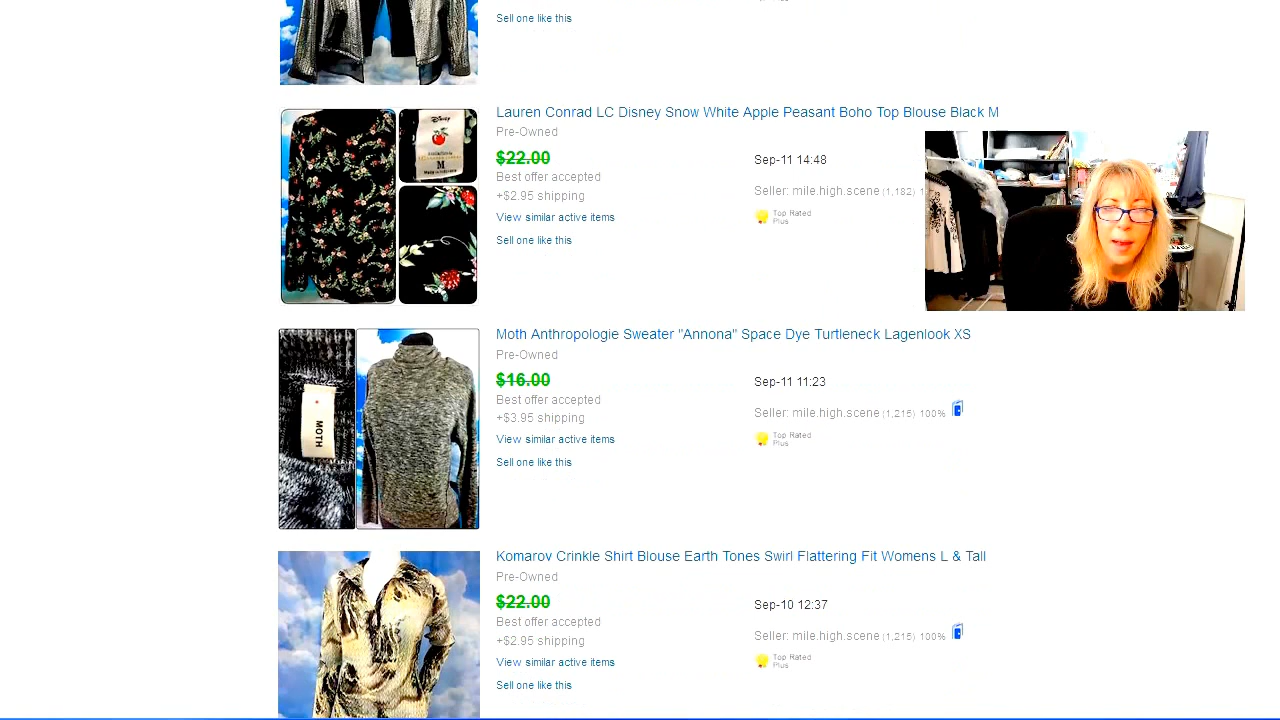 Sell one like this
Lauren Conrad LC Disney Snow White Apple Peasant Boho Top Blouse Black M
Pre-Owned
$22.00
Sep-11 14:48
Best offer accepted
Seller: mile.high.scene (1,182) 1
+$2.95 shipping
View similar active items
Top Rated
Plus
Sell one like this
Disney
M
Moth Anthropologie Sweater "Annona" Space Dye Turtleneck Lagenlook XS
Pre-Owned
$16.00
Sep-11 11:23
Best offer accepted
Seller: mile.high.scene (1,216) 100%
+$3.95 shipping
View similar active items
Top Rated
Plus
Sell one like this
MOTH
Komarov Crinkle Shirt Blouse Earth Tones Swirl Flattering Fit Womens L & Tall
Pre-Owned
$22.00
Sep-10 12:37
Best offer accepted
Seller: mile.high.scene (1,216) 100%
+$2.95 shipping
View similar active items
Top Rated
Plus
Sell one like this